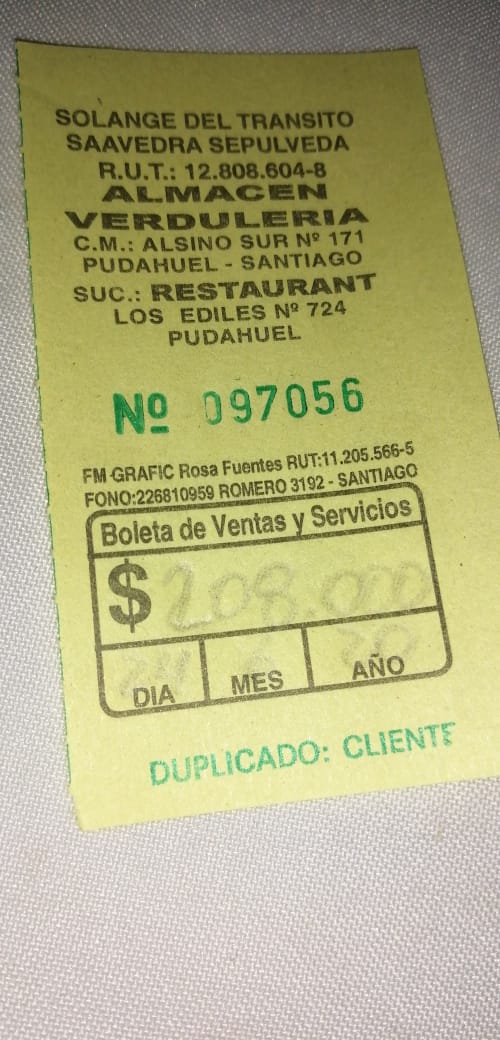 SOLANGE DEL TRANSITO
SAAVEDRA SEPULVEDA
R.U.T.: 12.808.604-8
ALMACEN
VERDULERIA
C.M.: ALSINO SUR Nº 171
PUDAHUEL - SANTIAGO
SUC.: RESTAURANT
LOS EDILES Nº 724
PUDAHUEL
Nº 097056
FM GRAFIC Rosa Fuentes RUT:11.205.566-5
FONO:226810959 ROMERO 3192 - SANTIAGO
Boleta de Ventas y Servicios
$ 208.000
DIA MES AÑO
DUPLICADO: CLIENTE